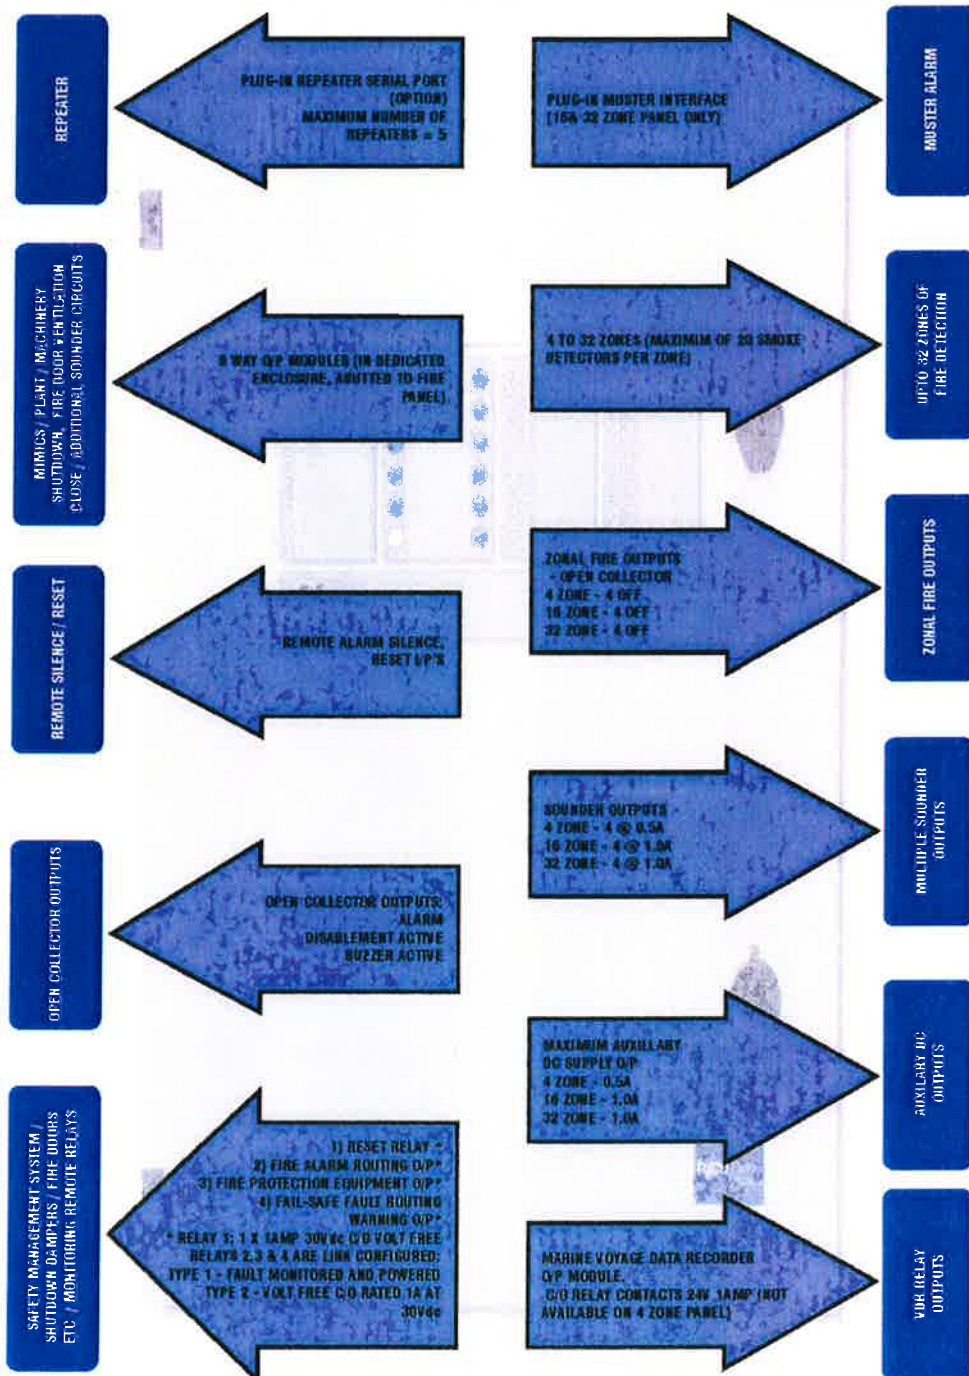 REPEATER
PLUG-IN REPEATER SERIAL PORT
(OPTION)
MAXIMUM NUMBER OF
REPEATERS = 5
PLUG-IN MUSTER INTERFACE
(16& 32 ZONE PANEL ONLY)
MUSTER ALARM
MIMICS / PLANT / MACHINERY
SHUTDOWN, FIRE DOOR VENTILATION
CLOSE / ADDITIONAL SOUNDER CIRCUITS
8 WAY O/P MODULES (IN DEDICATED
ENCLOSURE, ABUTTED TO FIRE
PANEL)
4 TO 32 ZONES (MAXIMIM OF 20 SMOKE
DETECTORS PER ZONE)
UPTO 32 ZONES OF
FIRE DETECTION
REMOTE SILENCE / RESET
REMOTE ALARM SILENCE,
RESET I/P'S
ZONAL FIRE OUTPUTS
- OPEN COLLECTOR
4 ZONE - 4 OFF
16 ZONE - 4 OFF
32 ZONE - 4 OFF
ZONAL FIRE OUTPUTS
OPEN COLLECTOR OUTPUTS
OPEN COLLECTOR OUTPUTS:
ALARM
DISABLEMENT ACTIVE
BUZZER ACTIVE
SOUNDER OUTPUTS
4 ZONE - 4 @ 0.5A
16 ZONE - 4 @ 1.0A
32 ZONE - 4 @ 1.0A
MULTIPLE SOUNDER
OUTPUTS
MAXIMUM AUXILLARY
DC SUPPLY O/P
4 ZONE - 0.5A
16 ZONE - 1.0A
32 ZONE - 1.0A
AUXILARY DC
OUTPUTS
SAFETY MANAGEMENT SYSTEM /
SHUTDOWN DAMPERS / FIRE DOORS
ETC / MONITORING REMOTE RELAYS
1) RESET RELAY *
2) FIRE ALARM ROUTING O/P*
3) FIRE PROTECTION EQUIPMENT O/P*
4) FAIL-SAFE FAULT ROUTING
WARNING O/P*
* RELAY 1: 1 X 1AMP 30Vdc C/O VOLT FREE
RELAYS 2,3 & 4 ARE LINK CONFIGURED:
TYPE 1 - FAULT MONITORED AND POWERED
TYPE 2 - VOLT FREE C/O RATED 1A AT
30Vdc
MARINE VOYAGE DATA RECORDER
O/P MODULE.
C/O RELAY CONTACTS 24V 1AMP (NOT
AVAILABLE ON 4 ZONE PANEL)
VDR RELAY
OUTPUTS